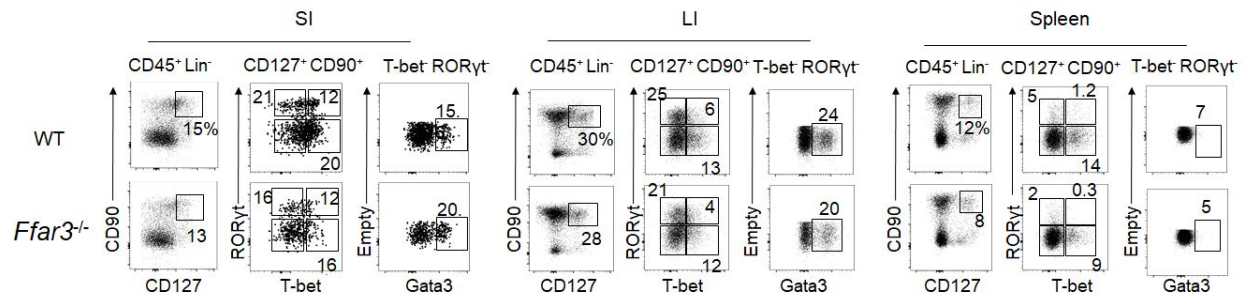 SI LI Spleen
CD45+ Lin- CD127+ CD90+ T-bet- RORγt- CD45+ Lin- CD127+ CD90+ T-bet- RORγt- CD45+ Lin- CD127+ CD90+ T-bet- RORγt-
WT
CD90 15% RORγt 21 12 20 Empty 15.
CD90 30% RORγt 25 6 13 Empty 24
CD90 12% RORγt 5 1.2 14 Empty 7
Ffar3-/-
13 16 12 16 20.
28 21 4 12 20
8 2 0.3 9 5
CD127 T-bet Gata3 CD127 T-bet Gata3 CD127 T-bet Gata3